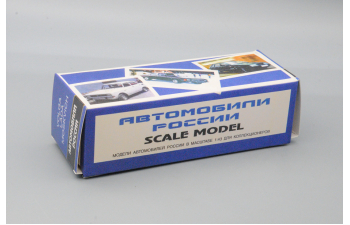 АВТОМОБИЛИ
РОССИИ
SCALE MODEL
МОДЕЛИ АВТОМОБИЛЕЙ РОССИИ В МАСШТАБЕ 1:43 ДЛЯ КОЛЛЕКЦИОНЕРОВ